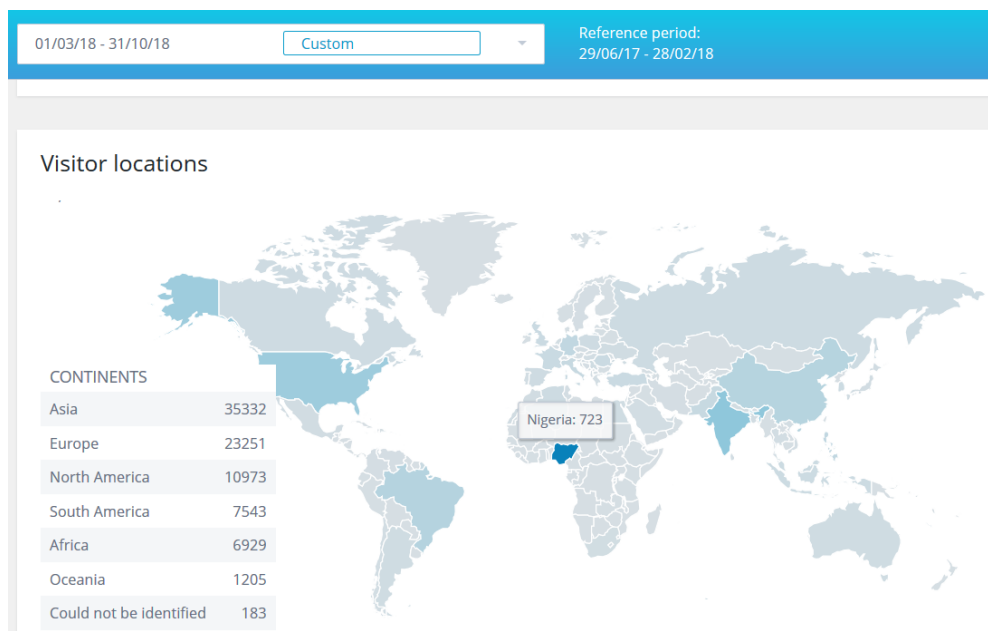 01/03/18 - 31/10/18 Custom
Reference period:
29/06/17 - 28/02/18
Visitor locations
CONTINENTS
Asia 35332
Europe 23251
North America 10973
South America 7543
Africa 6929
Oceania 1205
Could not be identified 183
Nigeria: 723